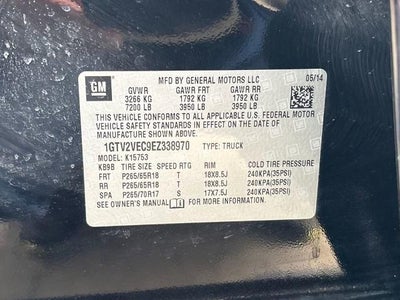 MFD BY GENERAL MOTORS LLC 05/14
GM GVWR GAWR FRT GAWR RR
3266 KG 1792 KG 1792 KG
7200 LB 3950 LB 3950 LB
THIS VEHICLE CONFORMS TO ALL APPLICABLE U.S. FEDERAL MOTOR
VEHICLE SAFETY STANDARDS IN EFFECT ON THE DATE OF
MANUFACTURE SHOWN ABOVE.
1GTV2VEC9EZ338970 TYPE: TRUCK
MODEL: K15753
KB9B TIRE SIZE SPEED RTG RIM COLD TIRE PRESSURE
FRT P265/65R18 T 18X8.5J 240KPA(35PSI)
RR P265/65R18 T 18X8.5J 240KPA(35PSI)
SPA P265/70R17 S 17X7.5J 240KPA(35PSI)
SEE OWNER'S MANUAL FOR MORE INFORMATION.